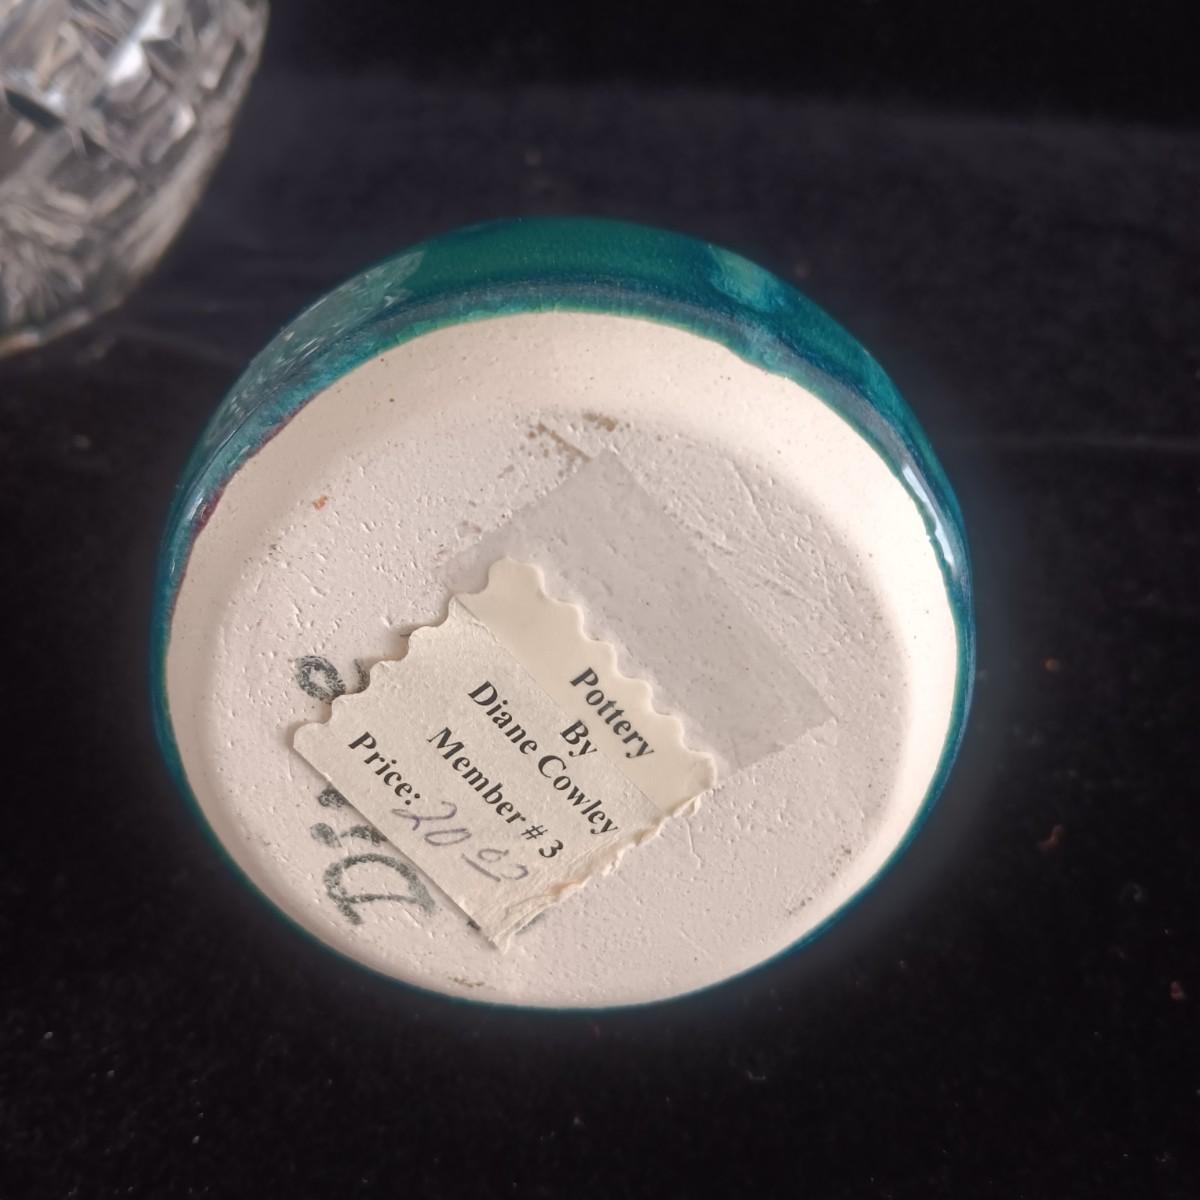 Pottery
By
Diane Cowley
Member # 3
Price: 20.00